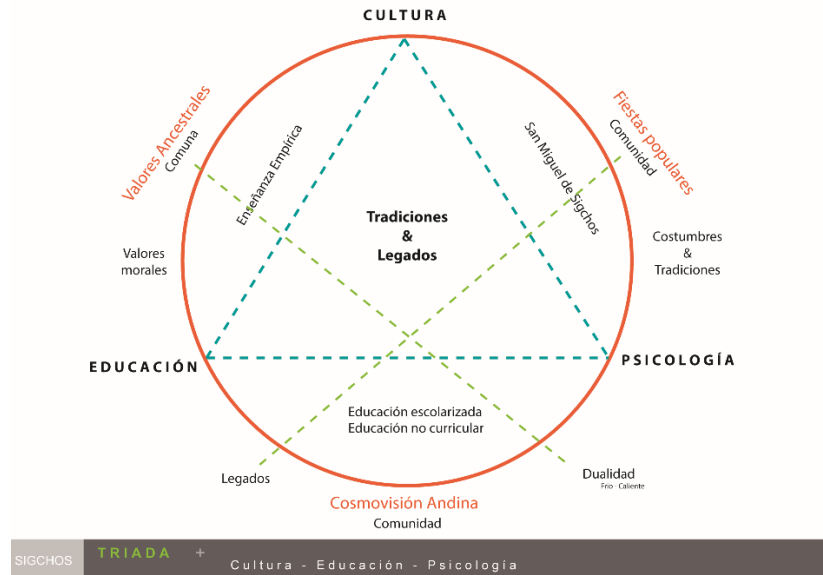 CULTURA
Valores Ancestrales
Comuna
Enseñanza Empírica
Fiestas populares
Comunidad
San Miguel de Sigchos
Tradiciones
&
Legados
Valores
morales
Costumbres
&
Tradiciones
EDUCACIÓN
PSICOLOGÍA
Educación escolarizada
Educación no curricular
Legados
Dualidad
Frio - Caliente
Cosmovisión Andina
Comunidad
SIGCHOS
TRIADA +
Cultura - Educación - Psicología